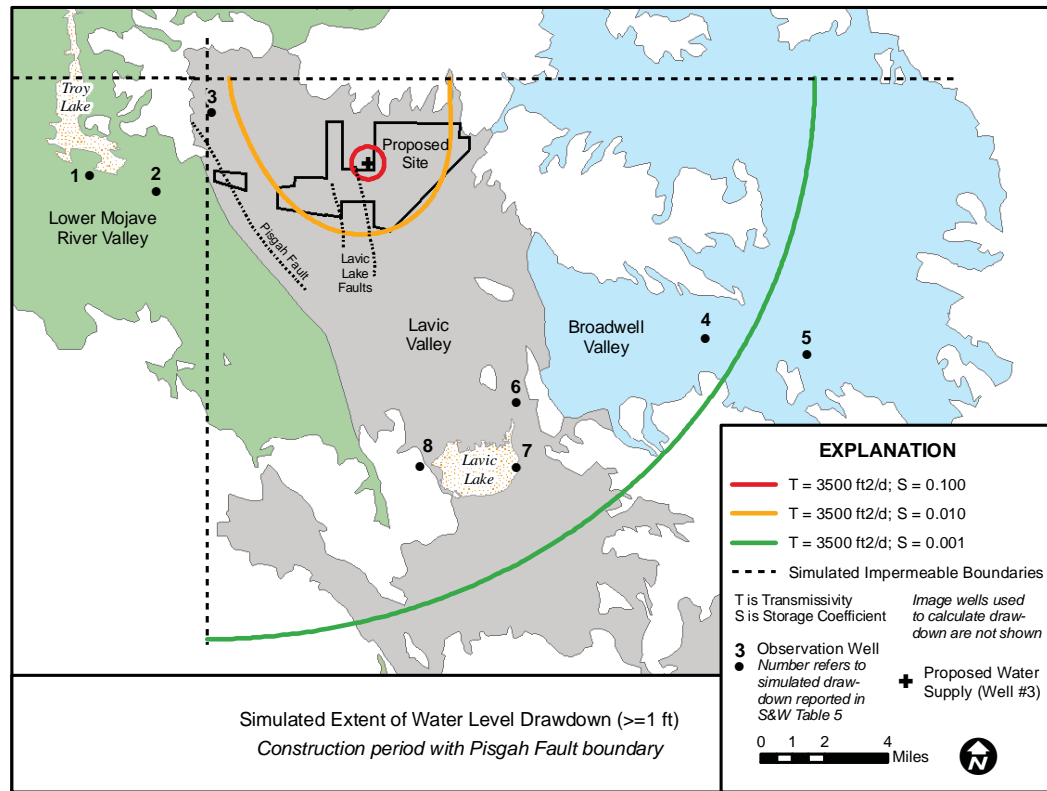 Troy
Lake
3
1
2
Lower Mojave
River Valley
Proposed
Site
Pisgah Fault
Lavic
Lake
Faults
Lavic
Valley
Broadwell
Valley
4
5
6
8
7
Lavic
Lake
EXPLANATION
T = 3500 ft2/d; S = 0.100
T = 3500 ft2/d; S = 0.010
T = 3500 ft2/d; S = 0.001
Simulated Impermeable Boundaries
T is Transmissivity
S is Storage Coefficient
Image wells used
to calculate draw-
down are not shown
3 Observation Well
Number refers to
simulated draw-
down reported in
S&W Table 5
Proposed Water
Supply (Well #3)
0 1 2 4
Miles
N
Simulated Extent of Water Level Drawdown (>=1 ft)
Construction period with Pisgah Fault boundary